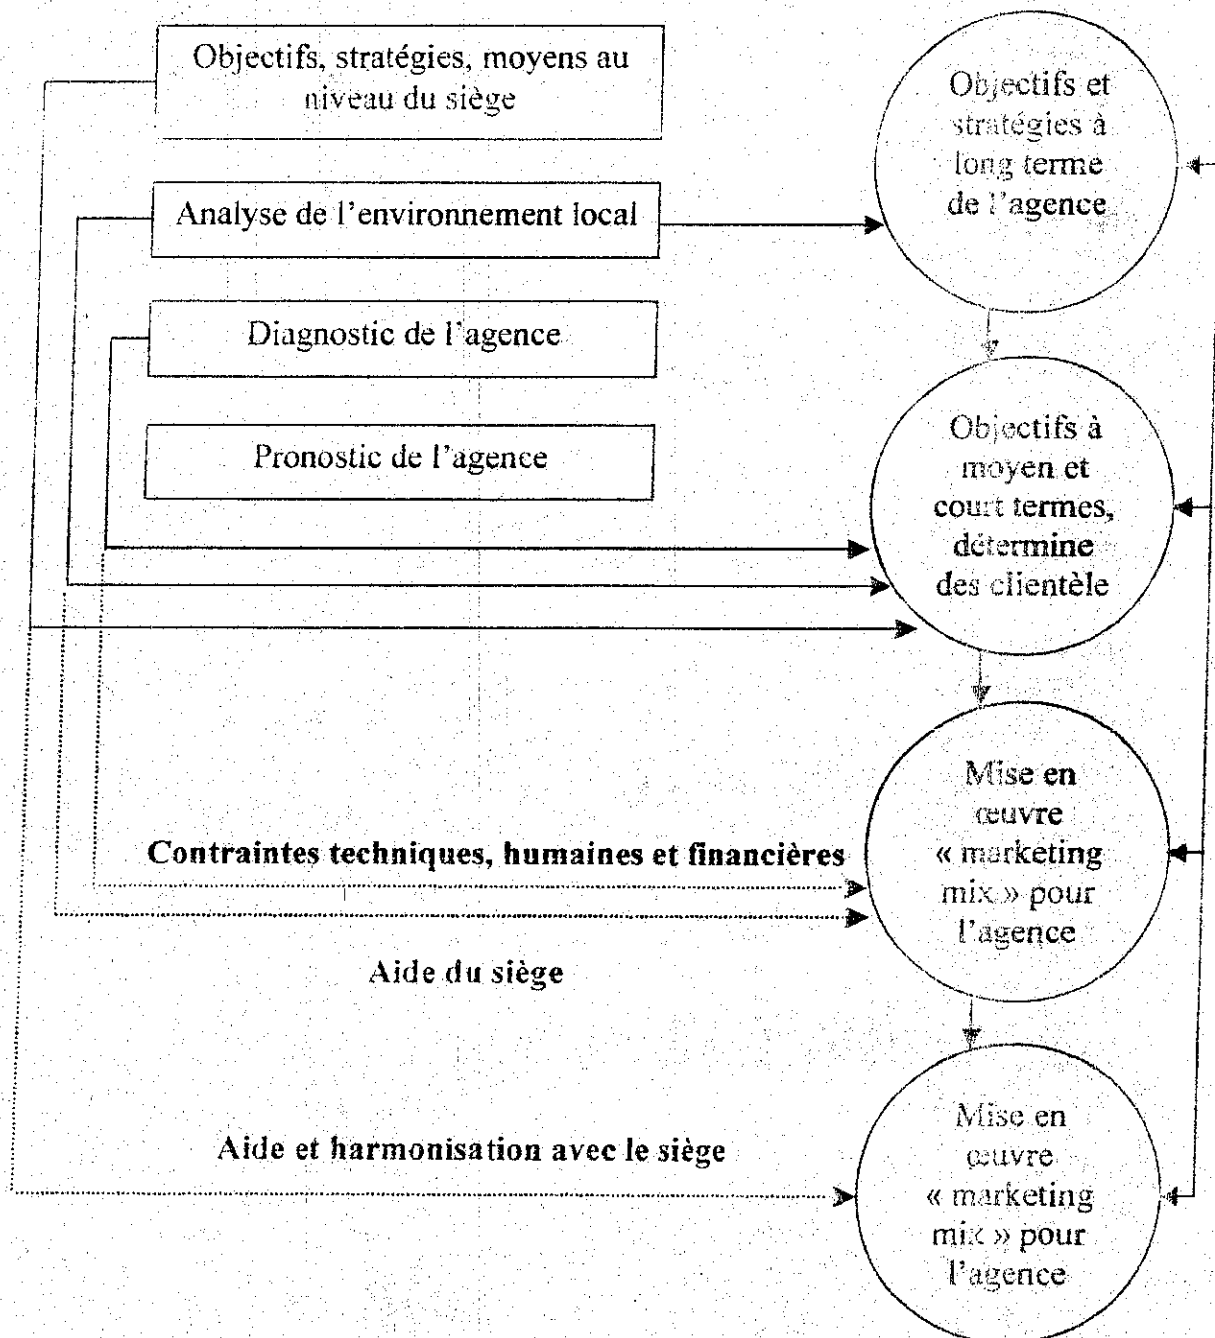 Objectifs, stratégies, moyens au
niveau du siège
Objectifs et
stratégies à
long terme
de l'agence
Analyse de l'environnement local
Diagnostic de l'agence
Pronostic de l'agence
Objectifs à
moyen et
court termes,
détermine
des clientèle
Mise en
œuvre
« marketing
mix » pour
l'agence
Contraintes techniques, humaines et financières
Aide du siège
Aide et harmonisation avec le siège
Mise en
œuvre
« marketing
mix » pour
l'agence